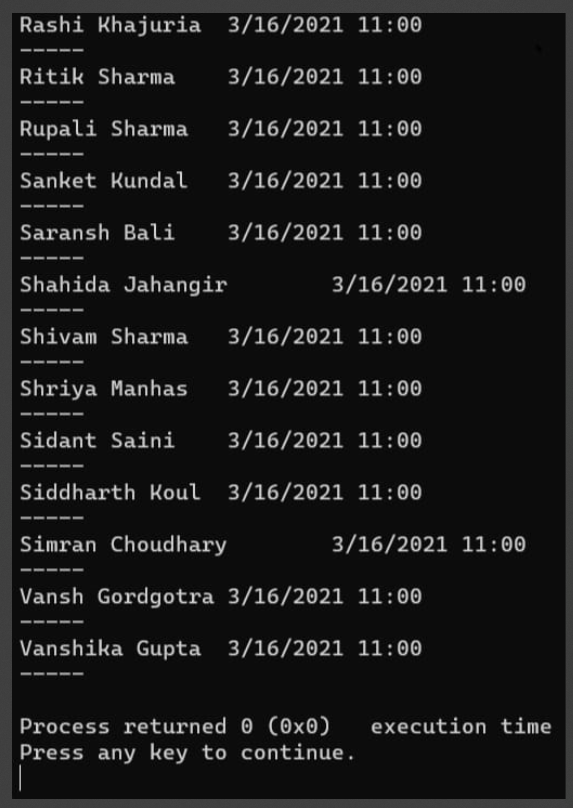 Rashi Khajuria  3/16/2021 11:00
-----
Ritik Sharma    3/16/2021 11:00
-----
Rupali Sharma   3/16/2021 11:00
-----
Sanket Kundal   3/16/2021 11:00
-----
Saransh Bali    3/16/2021 11:00
-----
Shahida Jahangir        3/16/2021 11:00
-----
Shivam Sharma   3/16/2021 11:00
-----
Shriya Manhas   3/16/2021 11:00
-----
Sidant Saini    3/16/2021 11:00
-----
Siddharth Koul  3/16/2021 11:00
-----
Simran Choudhary        3/16/2021 11:00
-----
Vansh Gordgotra 3/16/2021 11:00
-----
Vanshika Gupta  3/16/2021 11:00
-----
Process returned 0 (0x0)   execution time
Press any key to continue.